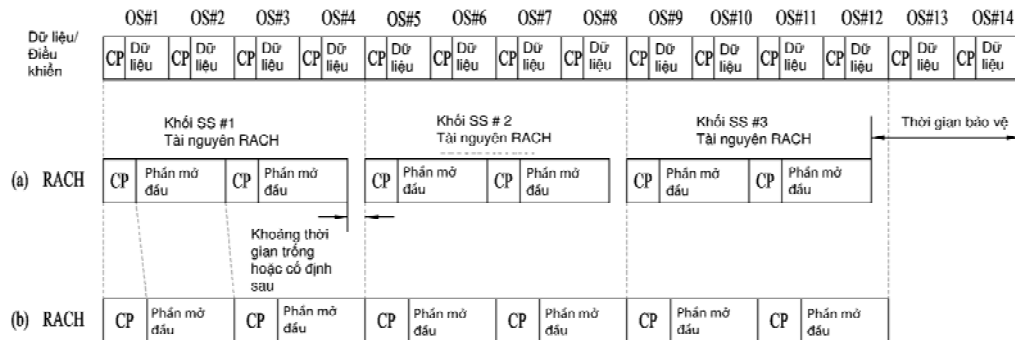 OS#1 OS#2 OS#3 OS#4 OS#5 OS#6 OS#7 OS#8 OS#9 OS#10 OS#11 OS#12 OS#13 OS#14
Dữ liệu/
Điều
khiển
CP Dữ liệu CP Dữ liệu CP Dữ liệu CP Dữ liệu CP Dữ liệu CP Dữ liệu CP Dữ liệu CP Dữ liệu CP Dữ liệu CP Dữ liệu CP Dữ liệu CP Dữ liệu CP Dữ liệu CP Dữ liệu
Khối SS #1
Tài nguyên RACH
Khối SS # 2
Tài nguyên RACH
Khối SS #3
Tài nguyên RACH
Thời gian bảo vệ
(a) RACH CP Phần mở đầu CP Phần mở đầu CP Phần mở đầu CP Phần mở đầu CP Phần mở đầu CP Phần mở đầu
Khoảng thời
gian trống
hoặc cố định
sau
(b) RACH CP Phần mở đầu CP Phần mở đầu CP Phần mở đầu CP Phần mở đầu CP Phần mở đầu CP Phần mở đầu